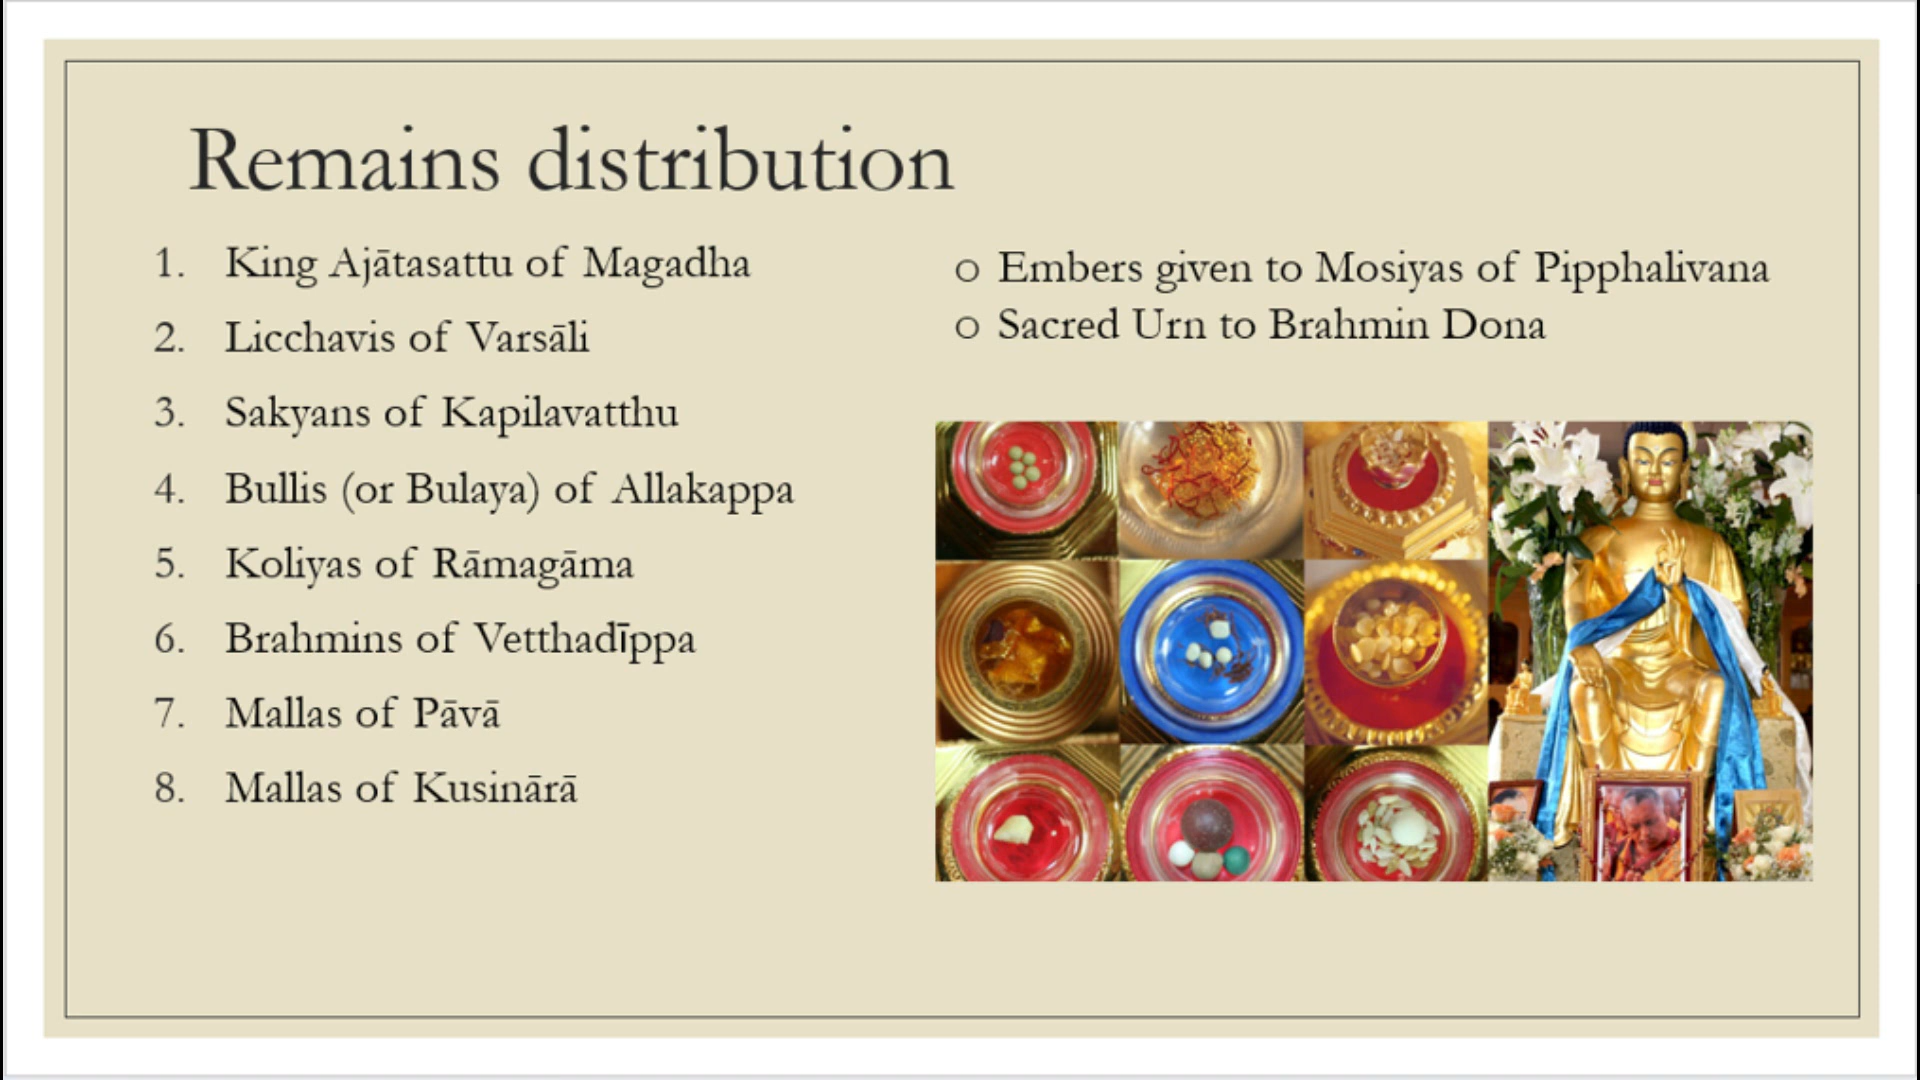 Remains distribution
1. King Ajātasattu of Magadha
2. Licchavis of Varsāli
3. Sakyans of Kapilavatthu
4. Bullis (or Bulaya) of Allakappa
5. Koliyas of Rāmagāma
6. Brahmins of Vetthadīppa
7. Mallas of Pāvā
8. Mallas of Kusinārā
o Embers given to Mosiyas of Pipphalivana
o Sacred Urn to Brahmin Dona